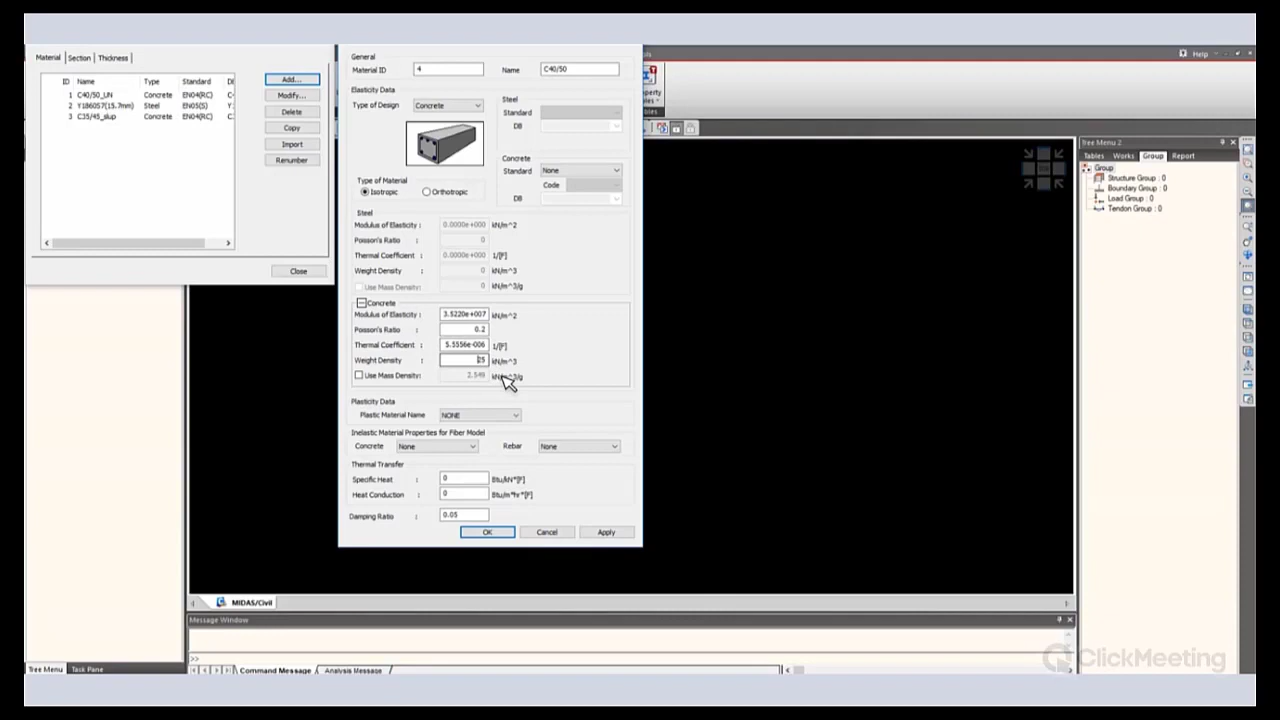 Material Section Thickness
ID Name Type Standard
1 C40/50_UN Concrete EN04(RC)
2 Y1860S7(15.7mm) Steel EN05(S)
3 C35/45_slup Concrete EN04(RC)
Add...
Modify...
Delete
Copy
Import
Renumber
Close
General
Material ID 4 Name C40/50
Elasticity Data
Type of Design Concrete
Steel
Standard
DB
Concrete
Standard None
Code
DB
Type of Material
Isotropic Orthotropic
Steel
Modulus of Elasticity : 0.0000e+000 kN/m^2
Poisson's Ratio : 0
Thermal Coefficient : 0.0000e+000 1/[F]
Weight Density : 0 kN/m^3
Use Mass Density: 0 kN/m^3/g
Concrete
Modulus of Elasticity : 3.5220e+007 kN/m^2
Poisson's Ratio : 0.2
Thermal Coefficient : 5.5556e-006 1/[F]
Weight Density : 25 kN/m^3
Use Mass Density: 2.549 kN/m^3/g
Plasticity Data
Plastic Material Name NONE
Inelastic Material Properties for Fiber Model
Concrete None Rebar None
Thermal Transfer
Specific Heat : 0 Btu/kN*[F]
Heat Conduction : 0 Btu/m*hr*[F]
Damping Ratio : 0.05
OK Cancel Apply
Help
Tree Menu 2
Tables Works Group Report
Group
Structure Group : 0
Boundary Group : 0
Load Group : 0
Tendon Group : 0
MIDAS/Civil
Message Window
>>
Command Message Analysis Message
Tree Menu Task Pane
ClickMeeting